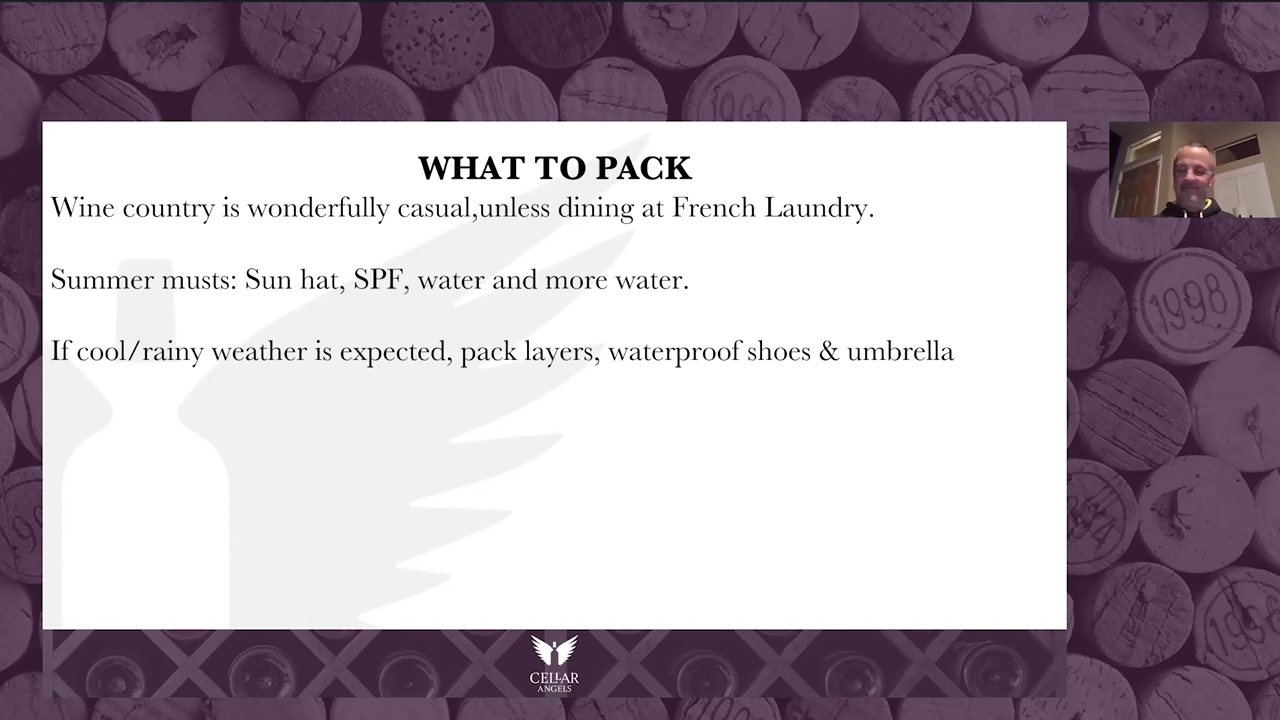 WHAT TO PACK
Wine country is wonderfully casual,unless dining at French Laundry.
Summer musts: Sun hat, SPF, water and more water.
If cool/rainy weather is expected, pack layers, waterproof shoes & umbrella
1998
CELLAR
ANGELS